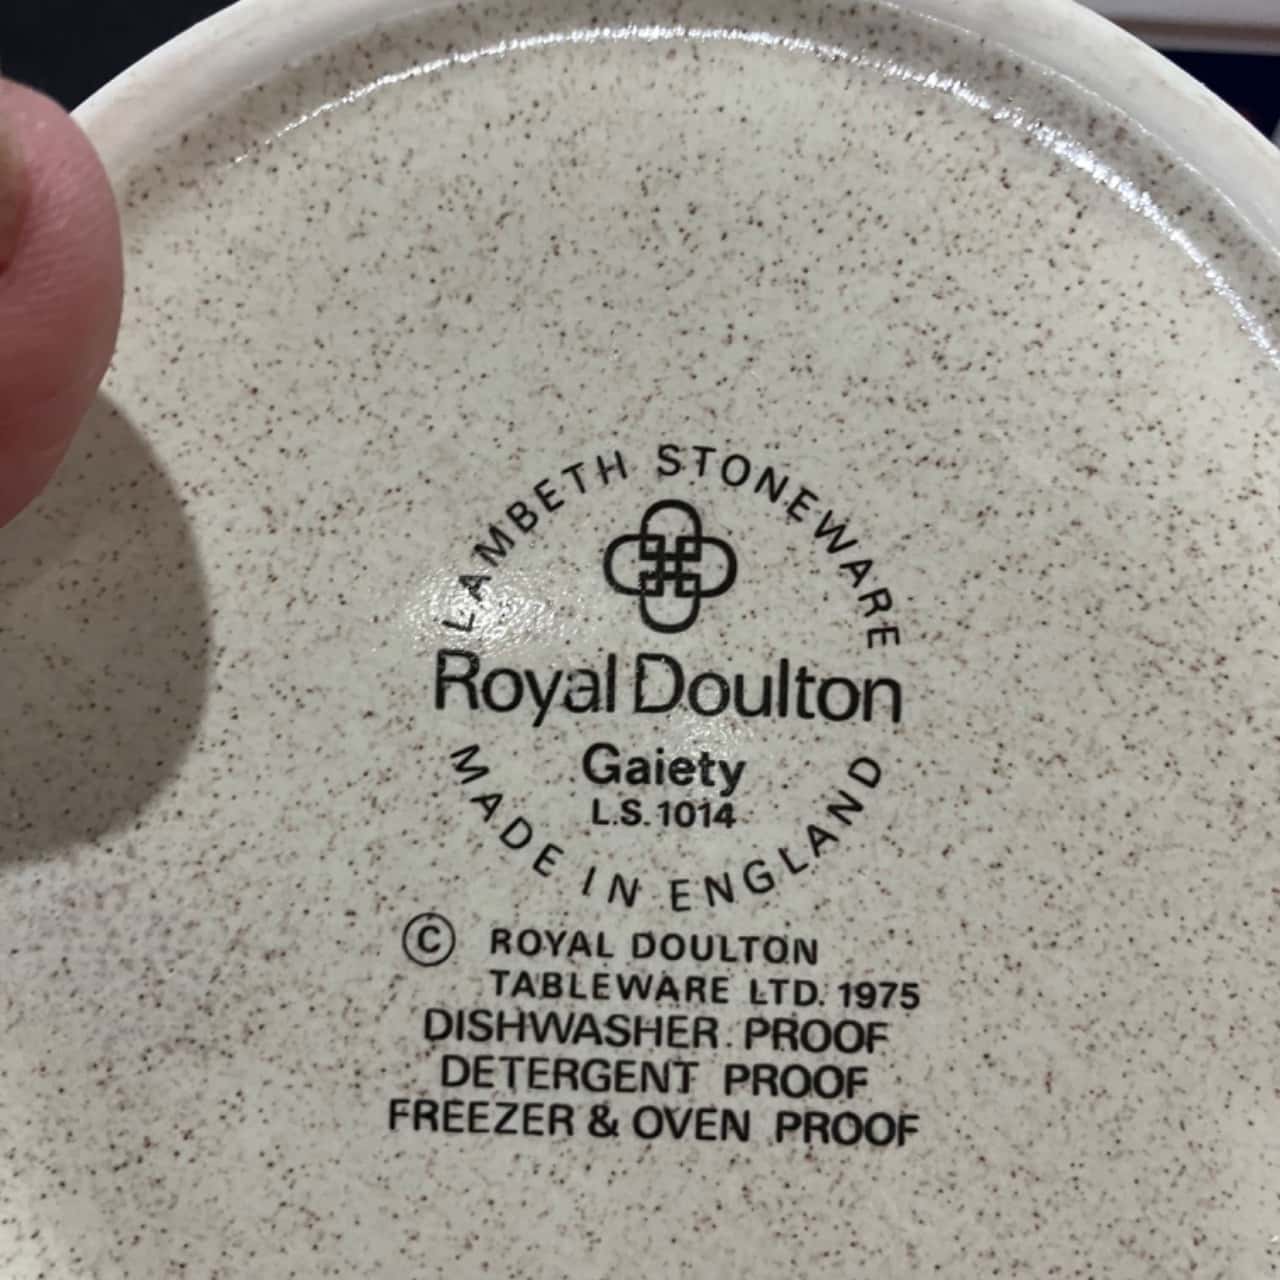 LAMBETH STONEWARE
Royal Doulton
Gaiety
L.S. 1014
MADE IN ENGLAND
© ROYAL DOULTON
TABLEWARE LTD. 1975
DISHWASHER PROOF
DETERGENT PROOF
FREEZER & OVEN PROOF